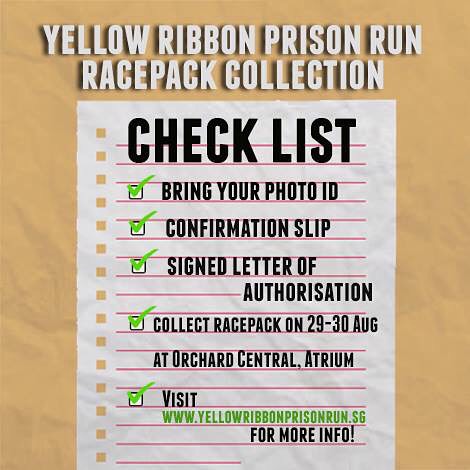 YELLOW RIBBON PRISON RUN
RACEPACK COLLECTION
CHECK LIST
BRING YOUR PHOTO ID
CONFIRMATION SLIP
SIGNED LETTER OF
AUTHORISATION
COLLECT RACEPACK ON 29-30 AUG
AT ORCHARD CENTRAL, ATRIUM
VISIT
WWW.YELLOWRIBBONPRISONRUN.SG
FOR MORE INFO!